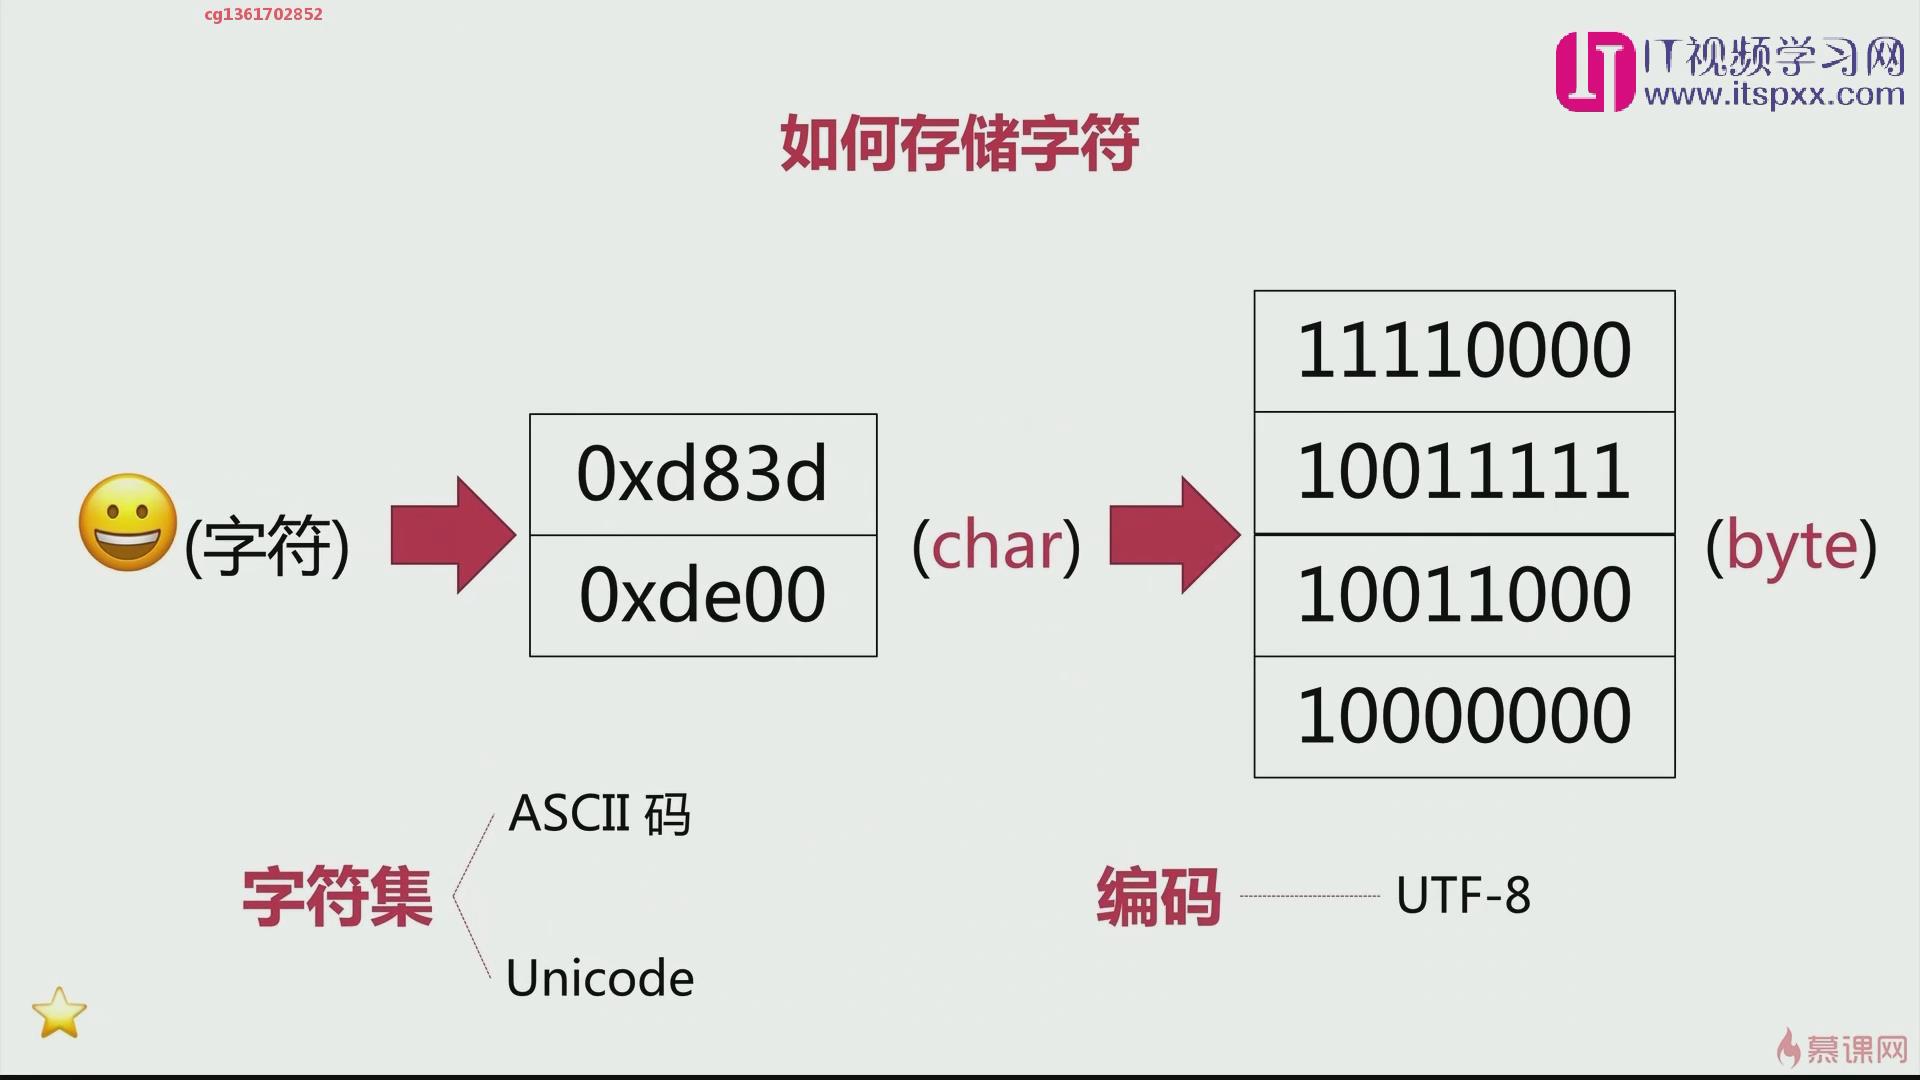 cg1361702852
IT视频学习网
www.itspxx.com
如何存储字符
(字符)
0xd83d
0xde00
(char)
11110000
10011111
10011000
10000000
(byte)
字符集
ASCII 码
Unicode
编码
UTF-8
慕课网